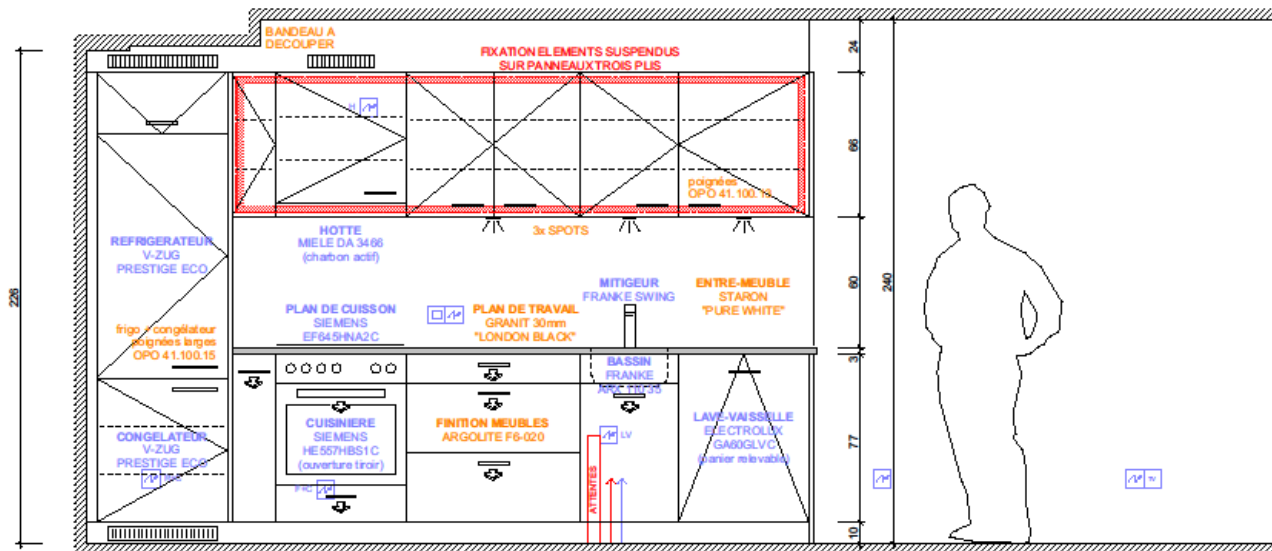 BANDEAU A
DECOUPER
FIXATION ELEMENTS SUSPENDUS
SUR PANNEAUX TROIS PLIS
24
H
66
poignées
OPO 41.100.13
3x SPOTS
REFRIGERATEUR
V-ZUG
PRESTIGE ECO
HOTTE
MIELE DA 3466
(charbon actif)
MITIGEUR
FRANKE SWING
ENTRE-MEUBLE
STARON
"PURE WHITE"
226
240
60
PLAN DE CUISSON
SIEMENS
EF645HNA2C
PLAN DE TRAVAIL
GRANIT 30mm
"LONDON BLACK"
frigo / congélateur
poignées larges
OPO 41.100.15
3
BASSIN
FRANKE
ARX 110 35
CUISINIERE
SIEMENS
HE557HBS1C
(ouverture tiroir)
FINITION MEUBLES
ARGOLITE F6-020
LAVE-VAISSELLE
ELECTROLUX
GA60GLVC
(panier relevable)
LV
CONGELATEUR
V-ZUG
PRESTIGE ECO
77
ATTENTES
TV
10